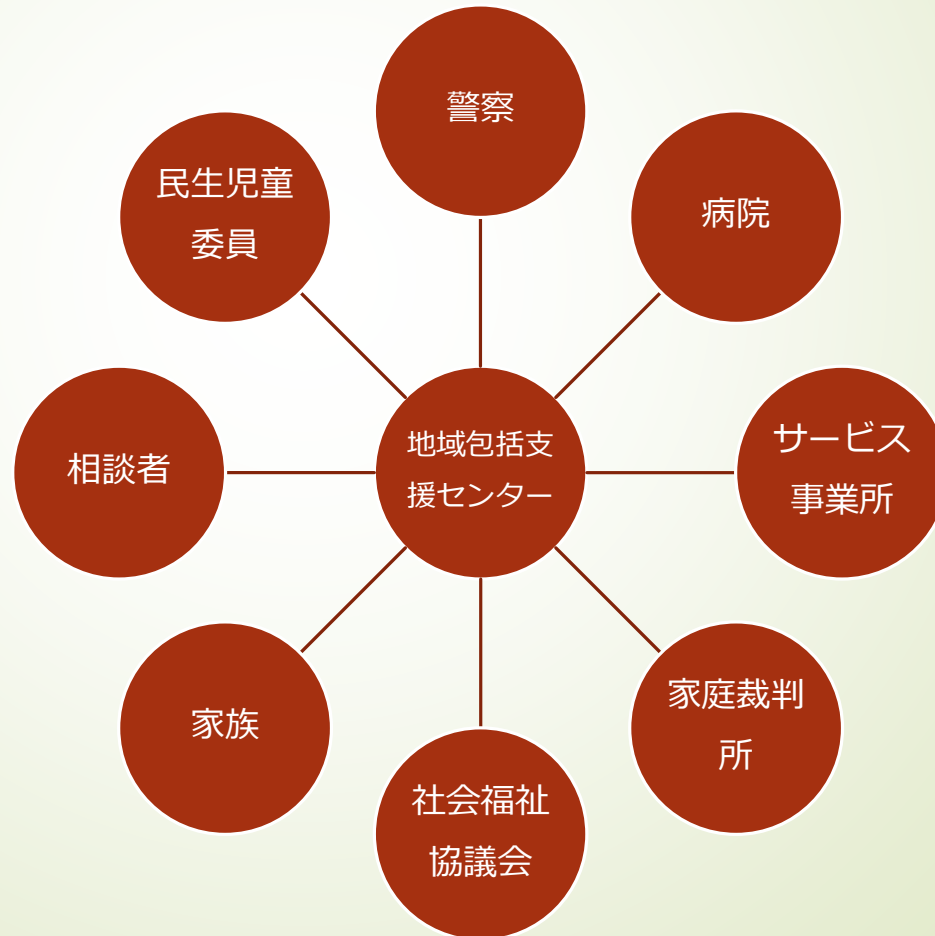 警察
民生児童
委員
病院
相談者
地域包括支
援センター
サービス
事業所
家族
家庭裁判
所
社会福祉
協議会